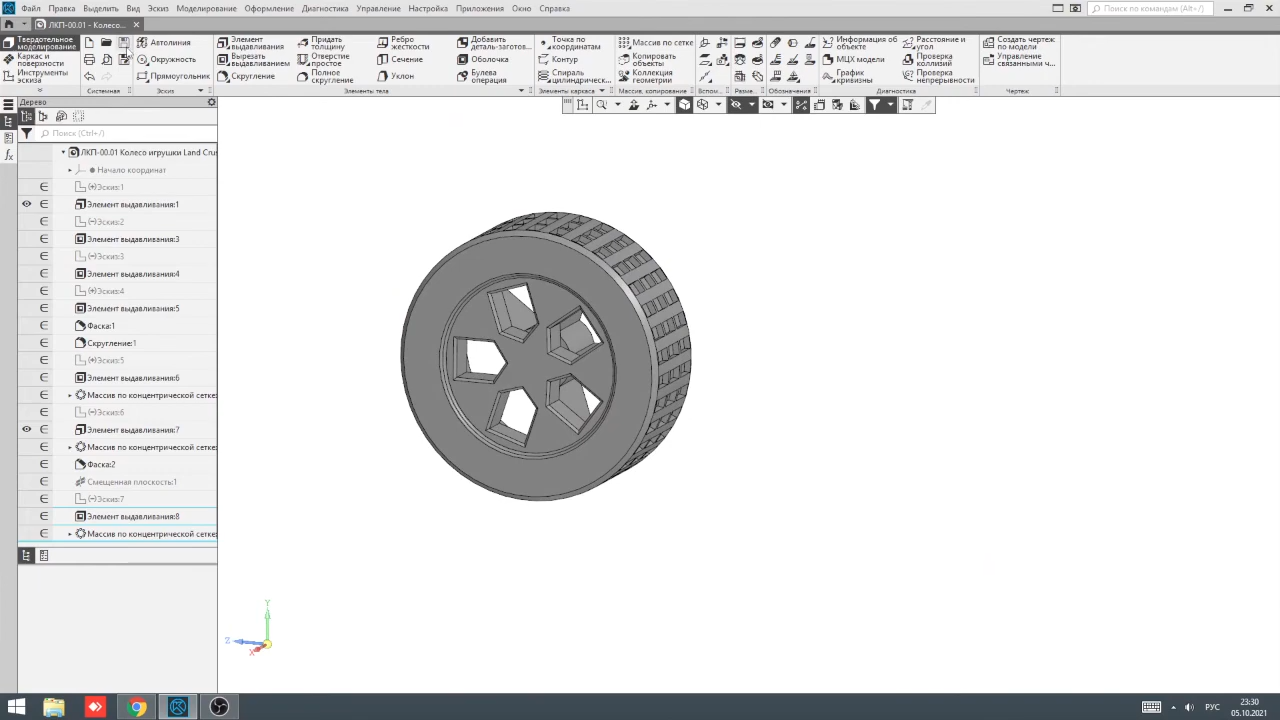 Файл Правка Выделить Вид Эскиз Моделирование Оформление Диагностика Управление Настройка Приложения Окно Справка
Поиск по командам (Alt+/)
ЛКП-00.01 - Колесо...
Твердотельное моделирование
Каркас и поверхности
Инструменты эскиза
Системная
Автолиния
Окружность
Прямоугольник
Эскиз
Элемент выдавливания
Вырезать выдавливанием
Скругление
Придать толщину
Отверстие простое
Полное скругление
Ребро жесткости
Сечение
Уклон
Добавить деталь-заготов...
Оболочка
Булева операция
Элементы тела
Точка по координатам
Контур
Спираль цилиндрическ...
Элементы каркаса
Массив по сетке
Копировать объекты
Коллекция геометрии
Массив, копирование
Вспом...
Разме...
Обозначения
Информация об объекте
МЦХ модели
График кривизны
Расстояние и угол
Проверка коллизий
Проверка непрерывности
Диагностика
Создать чертеж по модели
Управление связанными ч...
Чертеж
Дерево
Поиск (Ctrl+/)
ЛКП-00.01 Колесо игрушки Land Cru
Начало координат
(+)Эскиз:1
Элемент выдавливания:1
(-)Эскиз:2
Элемент выдавливания:3
(-)Эскиз:3
Элемент выдавливания:4
(-)Эскиз:4
Элемент выдавливания:5
Фаска:1
Скругление:1
(+)Эскиз:5
Элемент выдавливания:6
Массив по концентрической сетке:
(-)Эскиз:6
Элемент выдавливания:7
Массив по концентрической сетке:
Фаска:2
Смещенная плоскость:1
(-)Эскиз:7
Элемент выдавливания:8
Массив по концентрической сетке:
Y
Z
X
РУС
23:30
05.10.2021